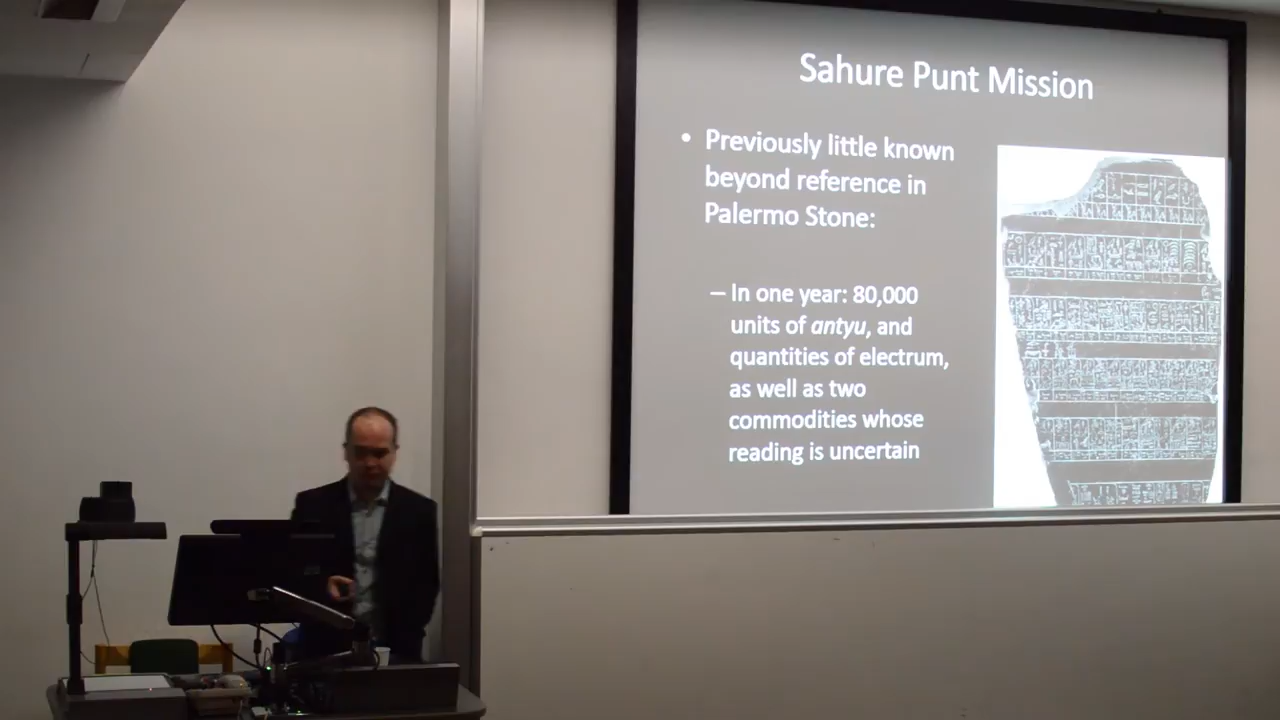 Sahure Punt Mission
• Previously little known
beyond reference in
Palermo Stone:
– In one year: 80,000
units of antyu, and
quantities of electrum,
as well as two
commodities whose
reading is uncertain